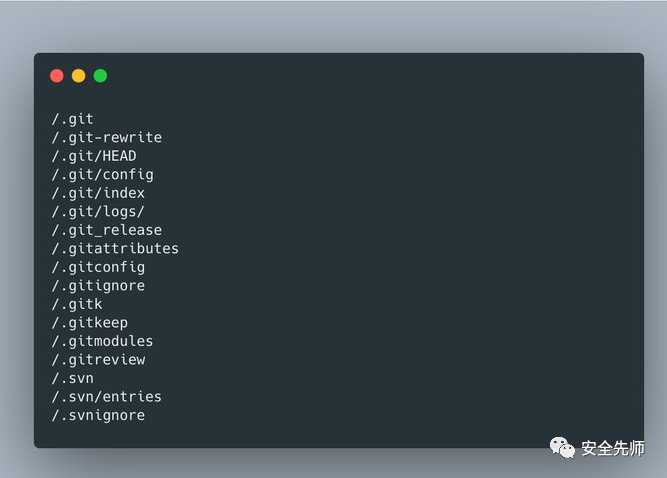 /.git
/.git-rewrite
/.git/HEAD
/.git/config
/.git/index
/.git/logs/
/.git_release
/.gitattributes
/.gitconfig
/.gitignore
/.gitk
/.gitkeep
/.gitmodules
/.gitreview
/.svn
/.svn/entries
/.svnignore
安全先师